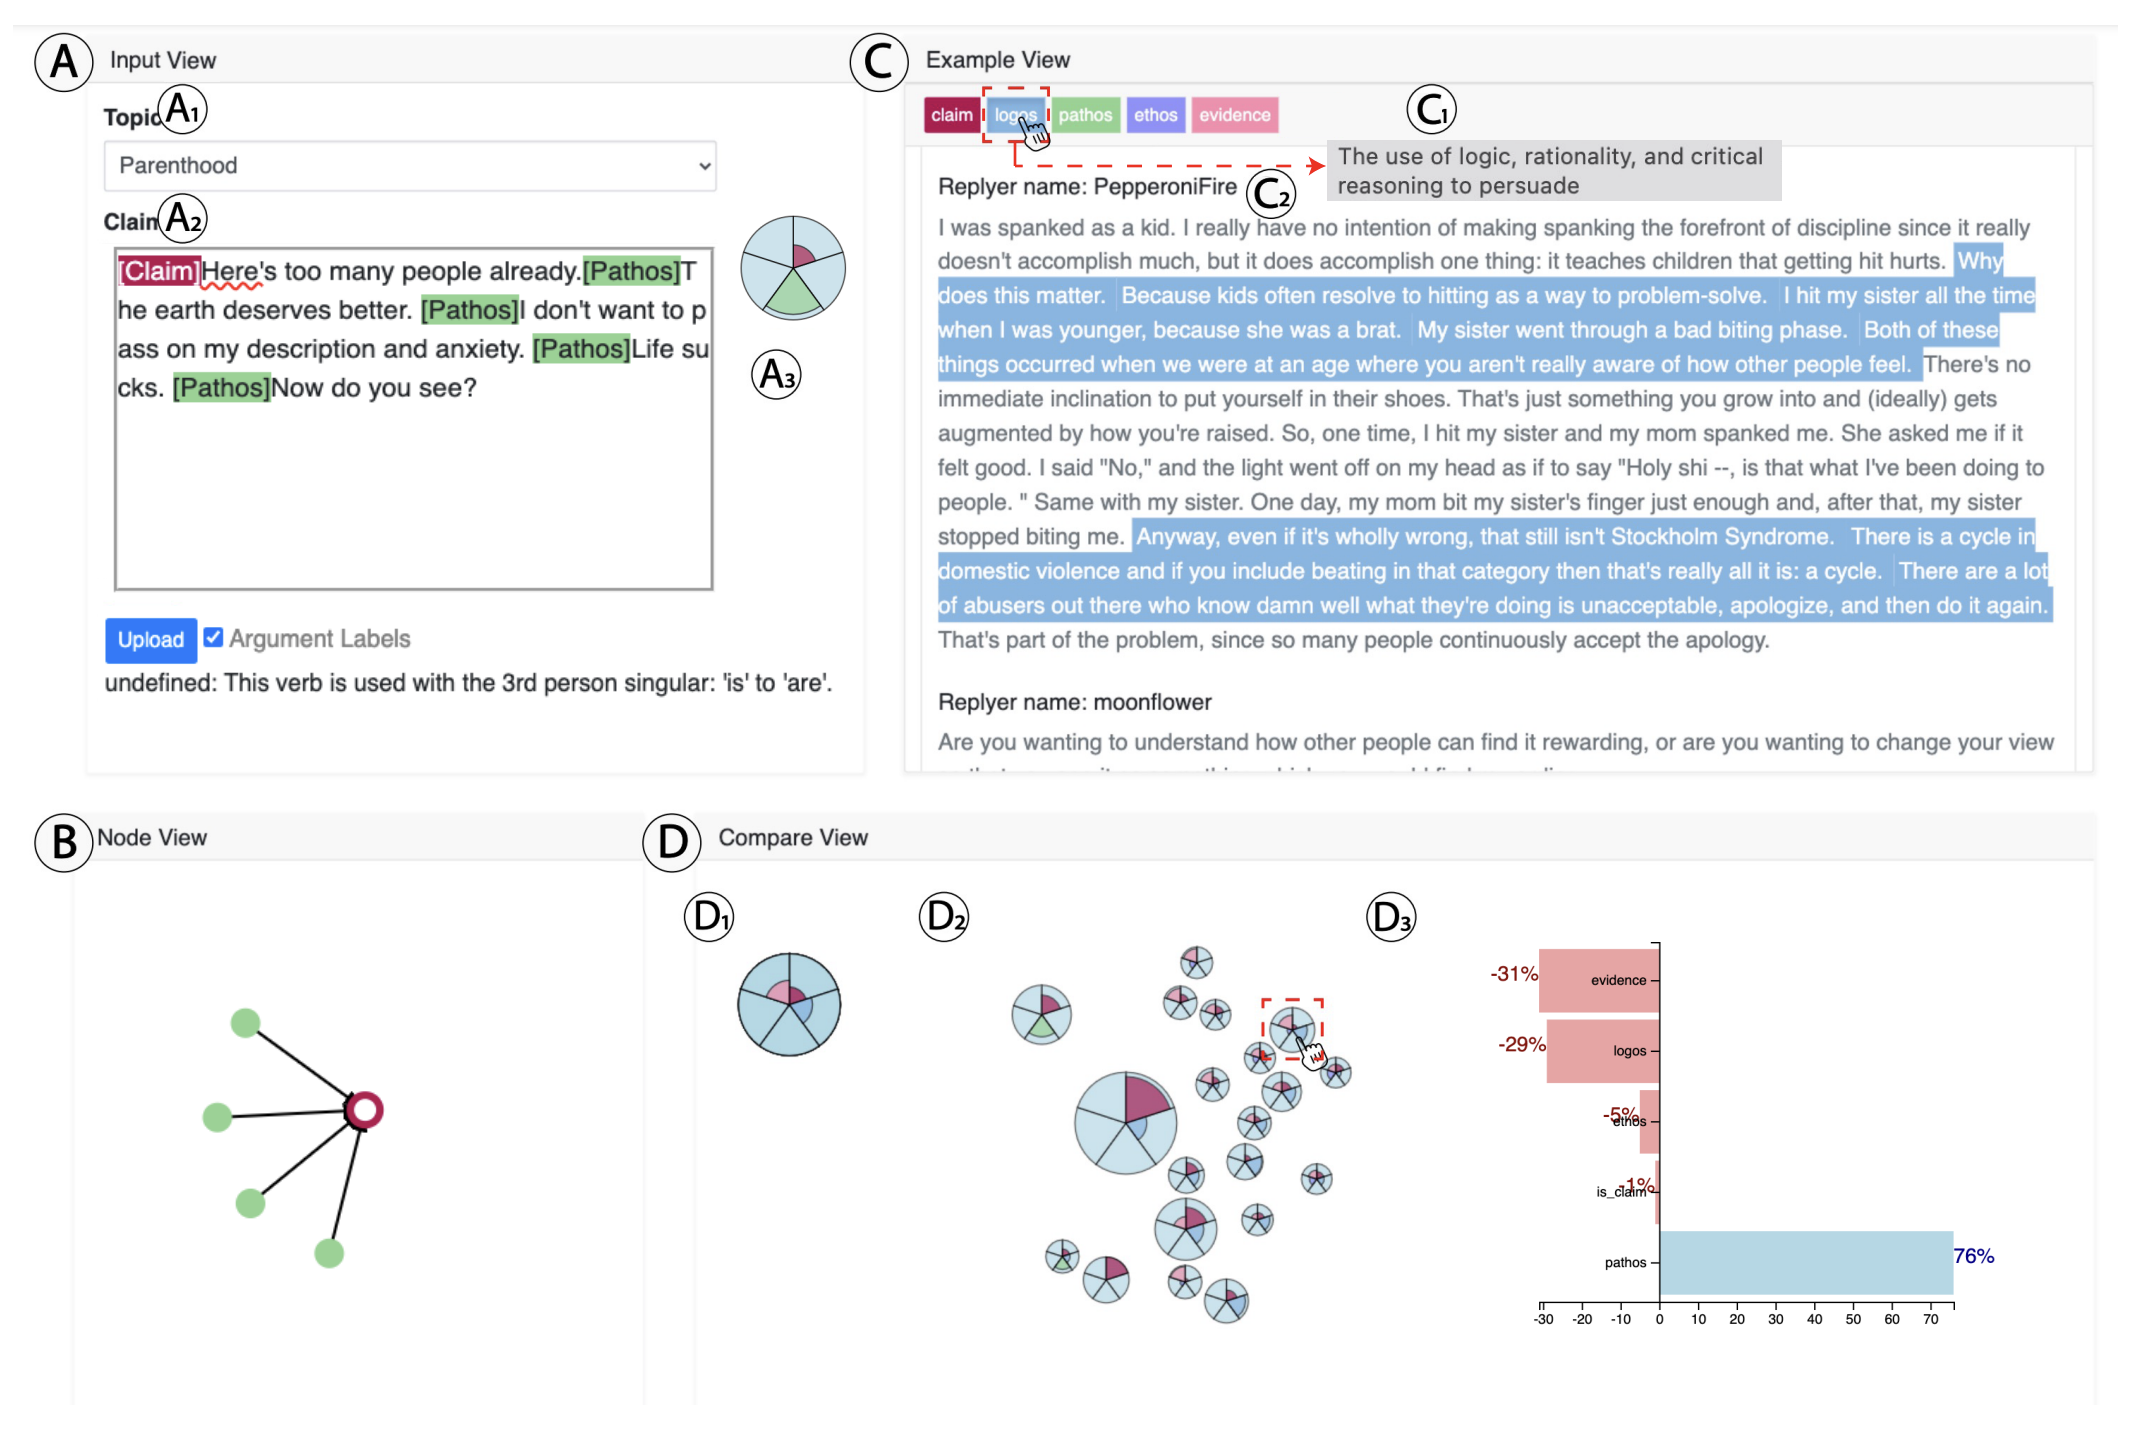 A Input View
Topic A1
Parenthood
Claim A2
[Claim]Here's too many people already.[Pathos]T
he earth deserves better. [Pathos]I don't want to p
ass on my description and anxiety. [Pathos]Life su
cks. [Pathos]Now do you see?
A3
Upload Argument Labels
undefined: This verb is used with the 3rd person singular: 'is' to 'are'.
C Example View
claim logos pathos ethos evidence
C1
The use of logic, rationality, and critical
reasoning to persuade
Replyer name: PepperoniFire C2
I was spanked as a kid. I really have no intention of making spanking the forefront of discipline since it really
doesn't accomplish much, but it does accomplish one thing: it teaches children that getting hit hurts. Why
does this matter. Because kids often resolve to hitting as a way to problem-solve. I hit my sister all the time
when I was younger, because she was a brat. My sister went through a bad biting phase. Both of these
things occurred when we were at an age where you aren't really aware of how other people feel. There's no
immediate inclination to put yourself in their shoes. That's just something you grow into and (ideally) gets
augmented by how you're raised. So, one time, I hit my sister and my mom spanked me. She asked me if it
felt good. I said "No," and the light went off on my head as if to say "Holy shi --, is that what I've been doing to
people. " Same with my sister. One day, my mom bit my sister's finger just enough and, after that, my sister
stopped biting me. Anyway, even if it's wholly wrong, that still isn't Stockholm Syndrome. There is a cycle in
domestic violence and if you include beating in that category then that's really all it is: a cycle. There are a lot
of abusers out there who know damn well what they're doing is unacceptable, apologize, and then do it again.
That's part of the problem, since so many people continuously accept the apology.
Replyer name: moonflower
Are you wanting to understand how other people can find it rewarding, or are you wanting to change your view
B Node View
D Compare View
D1
D2
D3
-31% evidence
-29% logos
-5% ethos
-1% is_claim
pathos 76%
-30 -20 -10 0 10 20 30 40 50 60 70